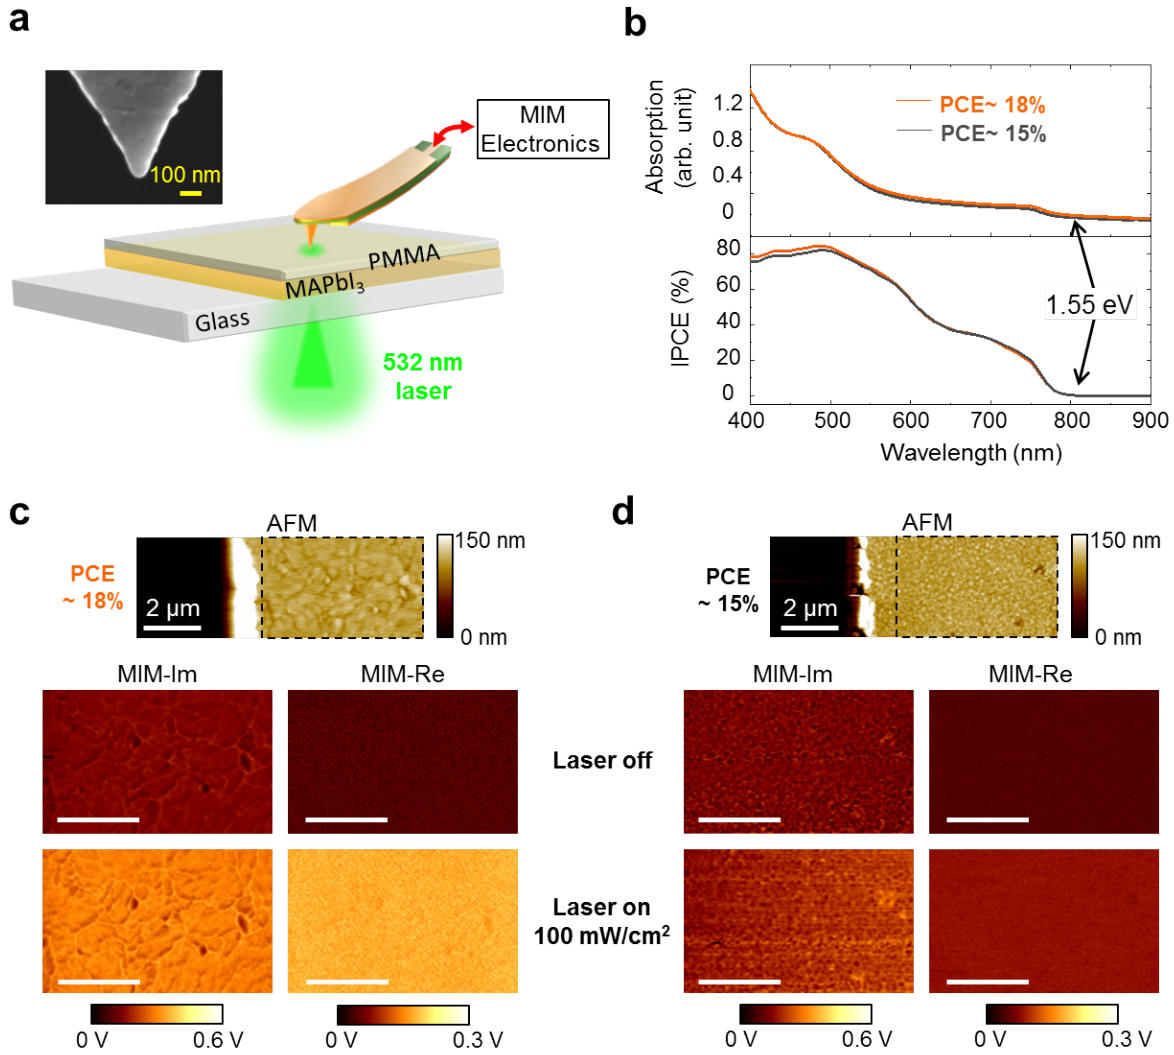 a
100 nm
MIM
Electronics
PMMA
MAPbI₃
Glass
532 nm
laser
b
Absorption
(arb. unit)
1.2
0.8
0.4
0
PCE~ 18%
PCE~ 15%
IPCE (%)
80
60
40
20
0
1.55 eV
400 500 600 700 800 900
Wavelength (nm)
c
AFM
PCE
~ 18%
2 µm
150 nm
0 nm
MIM-Im MIM-Re
0 V 0.6 V
0 V 0.3 V
Laser off
Laser on
100 mW/cm²
d
AFM
PCE
~ 15%
2 µm
150 nm
0 nm
MIM-Im MIM-Re
0 V 0.6 V
0 V 0.3 V